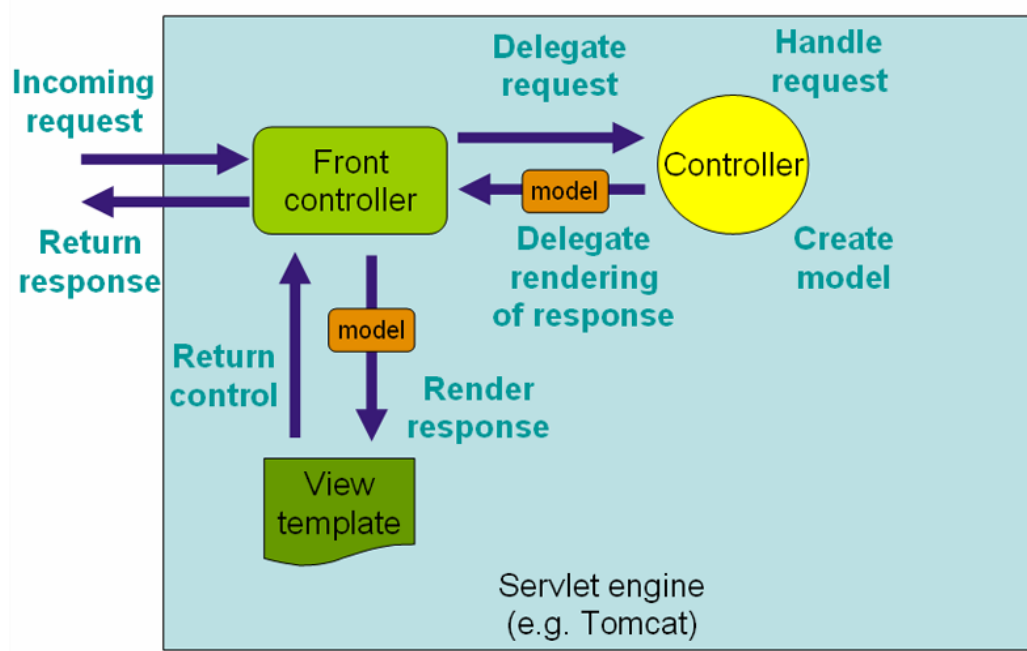 Incoming
request
Return
response
Front
controller
Delegate
request
Handle
request
Controller
model
Delegate
rendering
of response
Create
model
Return
control
model
Render
response
View
template
Servlet engine
(e.g. Tomcat)